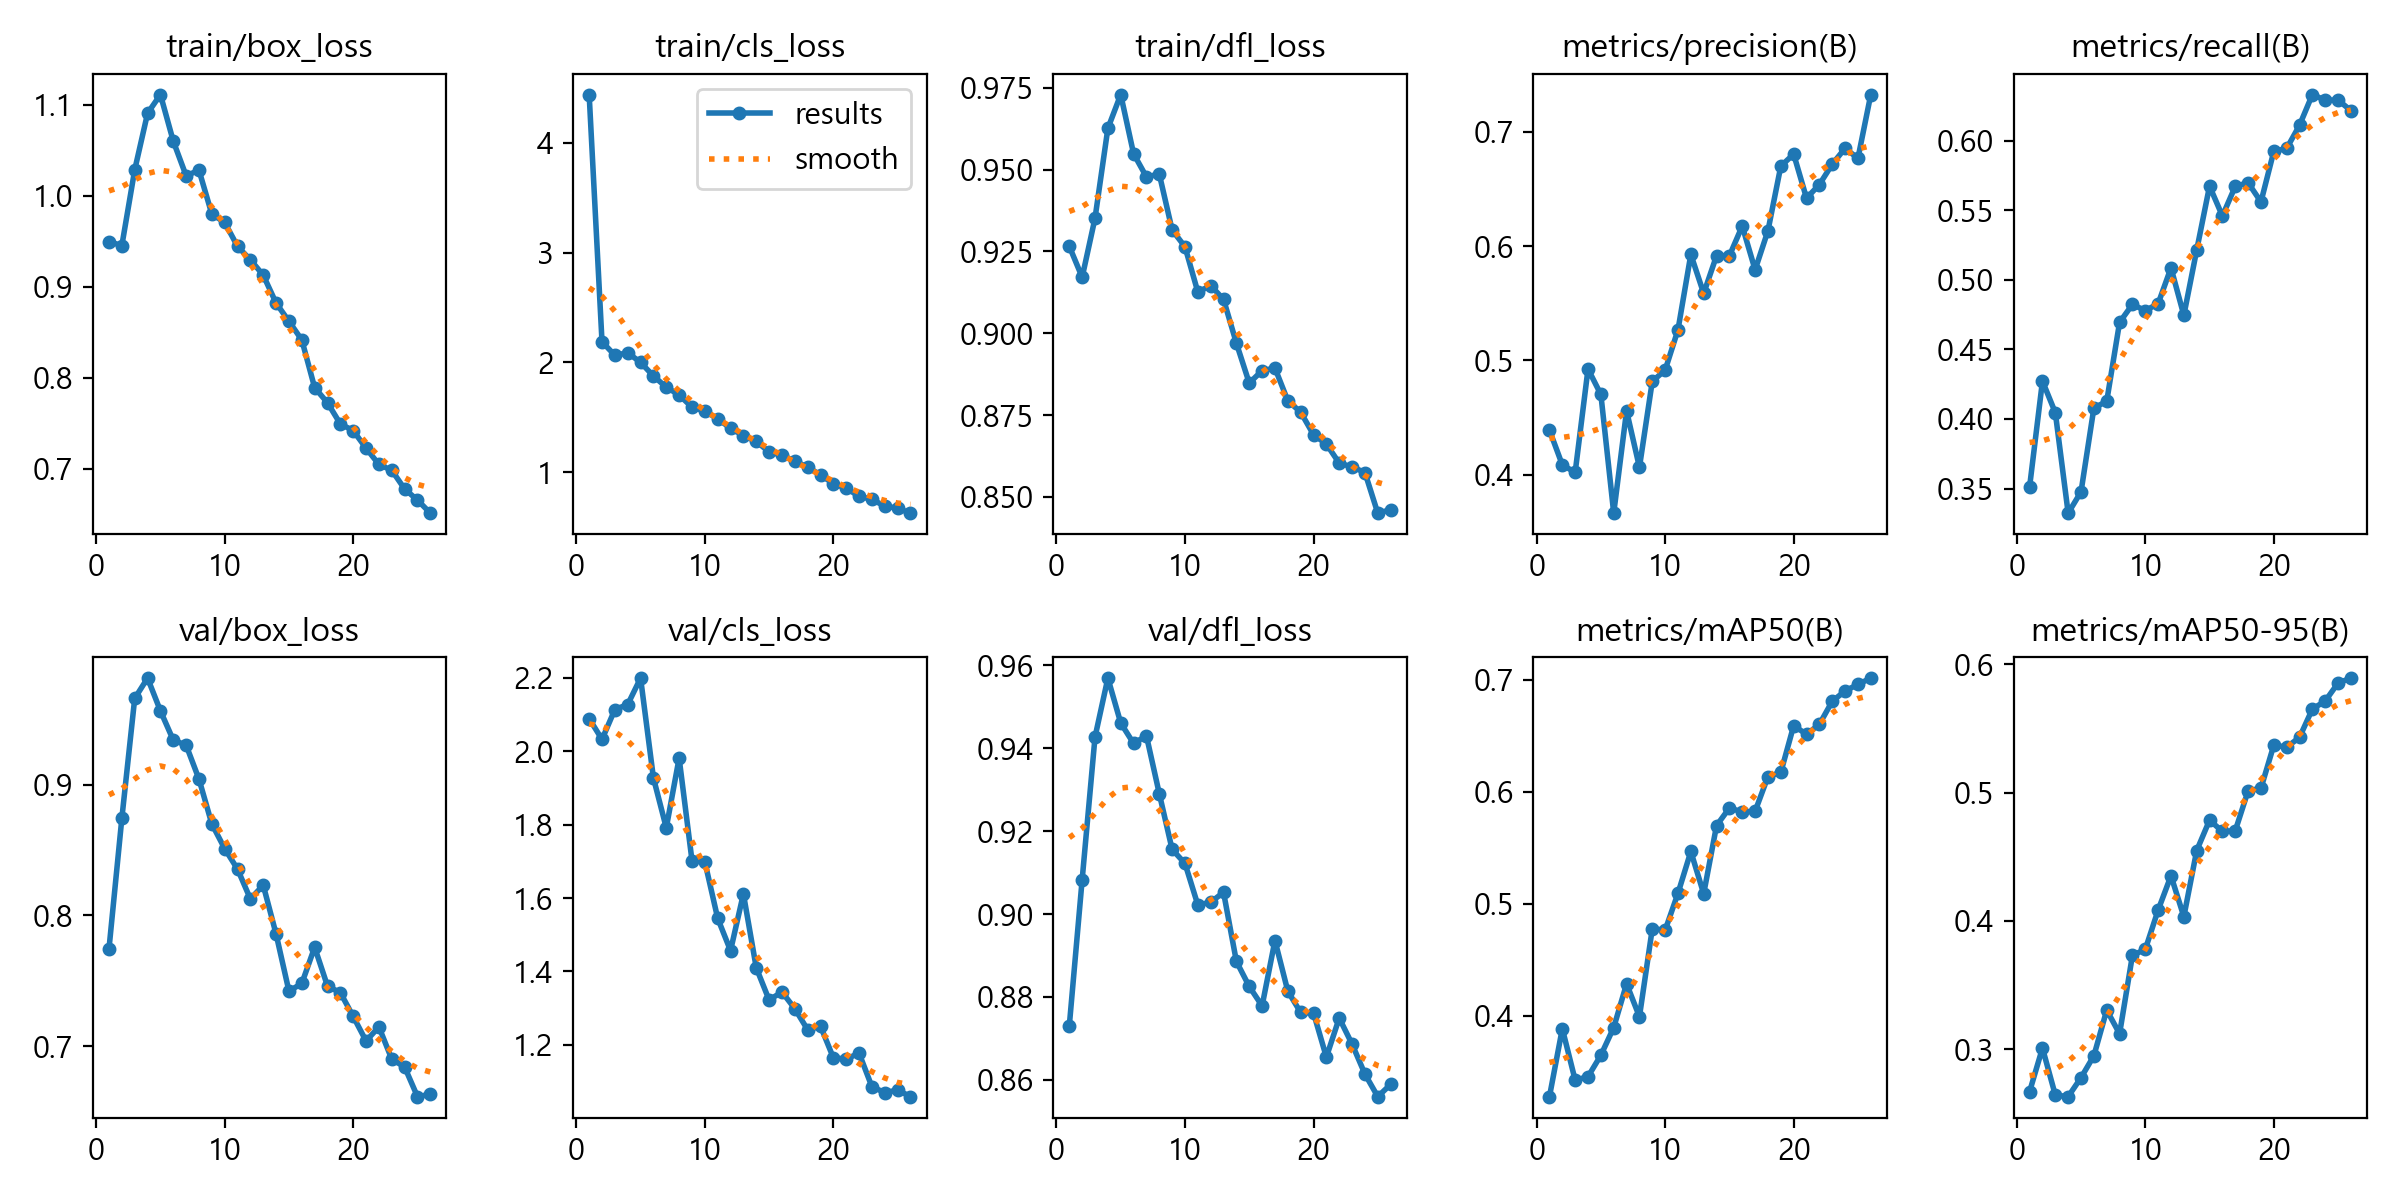 train/box_loss
1.1
1.0
0.9
0.8
0.7
0 10 20
train/cls_loss
results
smooth
4
3
2
1
0 10 20
train/dfl_loss
0.975
0.950
0.925
0.900
0.875
0.850
0 10 20
metrics/precision(B)
0.7
0.6
0.5
0.4
0 10 20
metrics/recall(B)
0.60
0.55
0.50
0.45
0.40
0.35
0 10 20
val/box_loss
0.9
0.8
0.7
0 10 20
val/cls_loss
2.2
2.0
1.8
1.6
1.4
1.2
0 10 20
val/dfl_loss
0.96
0.94
0.92
0.90
0.88
0.86
0 10 20
metrics/mAP50(B)
0.7
0.6
0.5
0.4
0 10 20
metrics/mAP50-95(B)
0.6
0.5
0.4
0.3
0 10 20